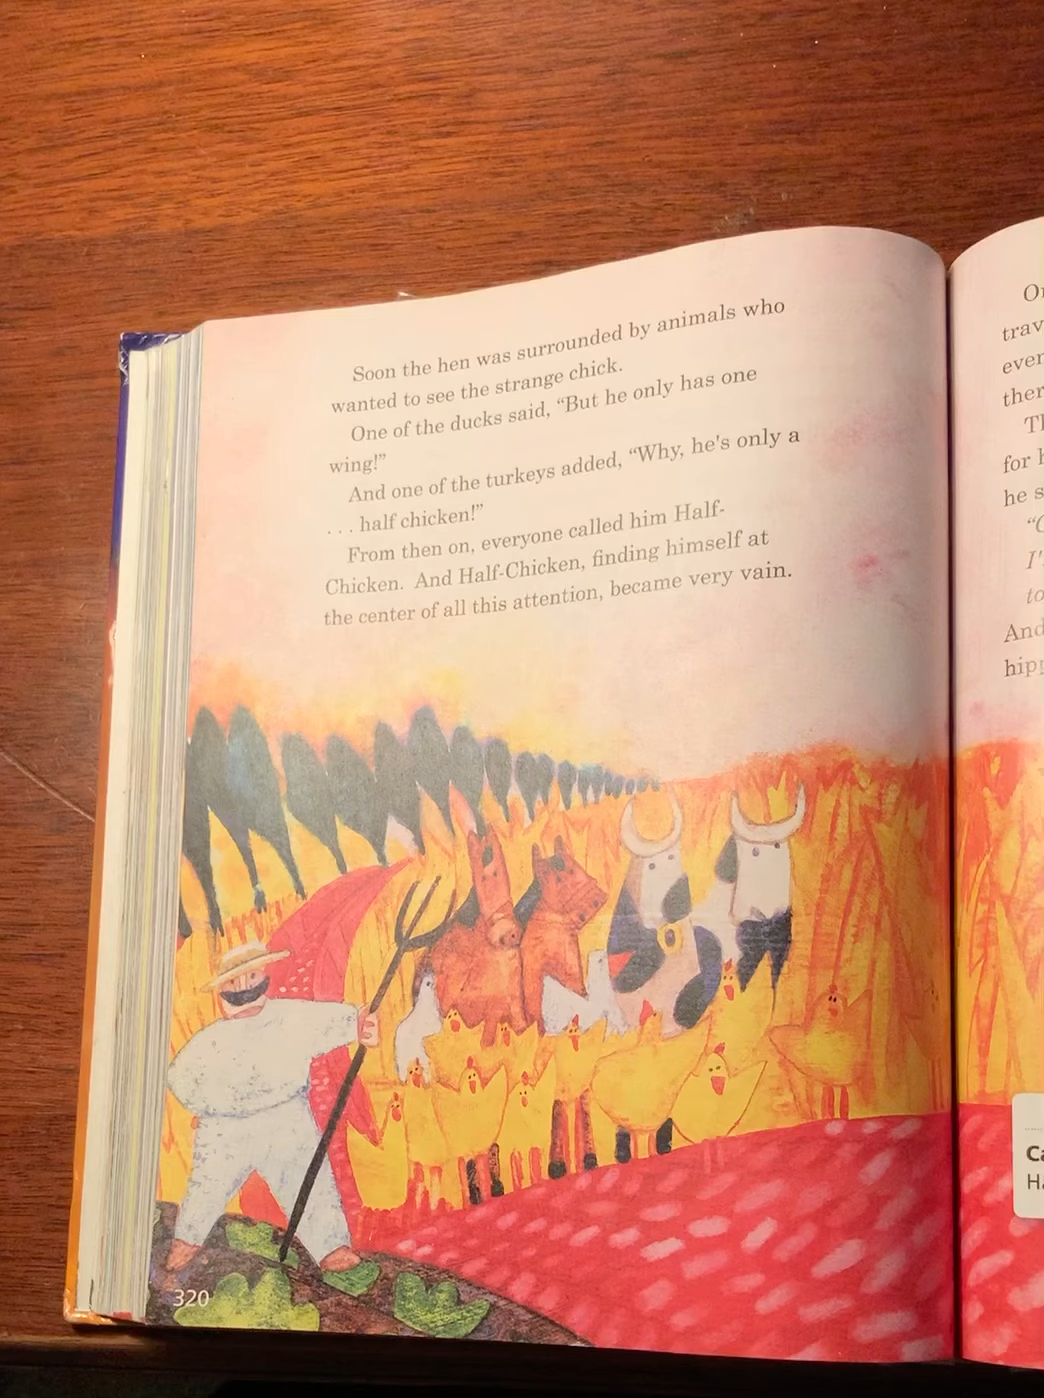 Soon the hen was surrounded by animals who
wanted to see the strange chick.
One of the ducks said, “But he only has one
wing!”
And one of the turkeys added, “Why, he's only a
. . . half chicken!”
From then on, everyone called him Half-
Chicken. And Half-Chicken, finding himself at
the center of all this attention, became very vain.
320
for
he
And